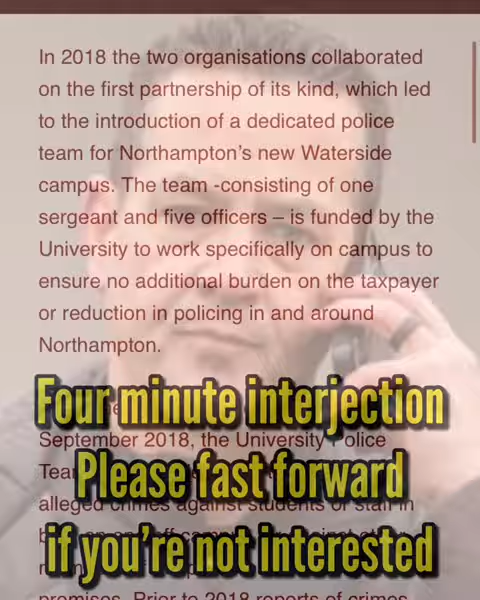 In 2018 the two organisations collaborated
on the first partnership of its kind, which led
to the introduction of a dedicated police
team for Northampton's new Waterside
campus. The team -consisting of one
sergeant and five officers – is funded by the
University to work specifically on campus to
ensure no additional burden on the taxpayer
or reduction in policing in and around
Northampton.
Four minute interjection
September 2018, the University Police
Please fast forward
alleged crimes against students or staff in
if you're not interested
premises. Prior to 2018 reports of crimes